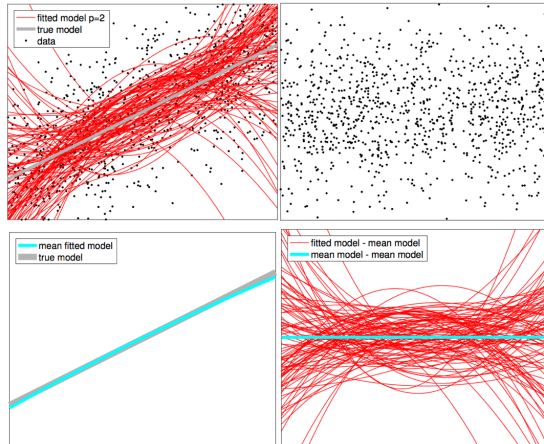 fitted model p=2
true model
data
mean fitted model
true model
fitted model - mean model
mean model - mean model